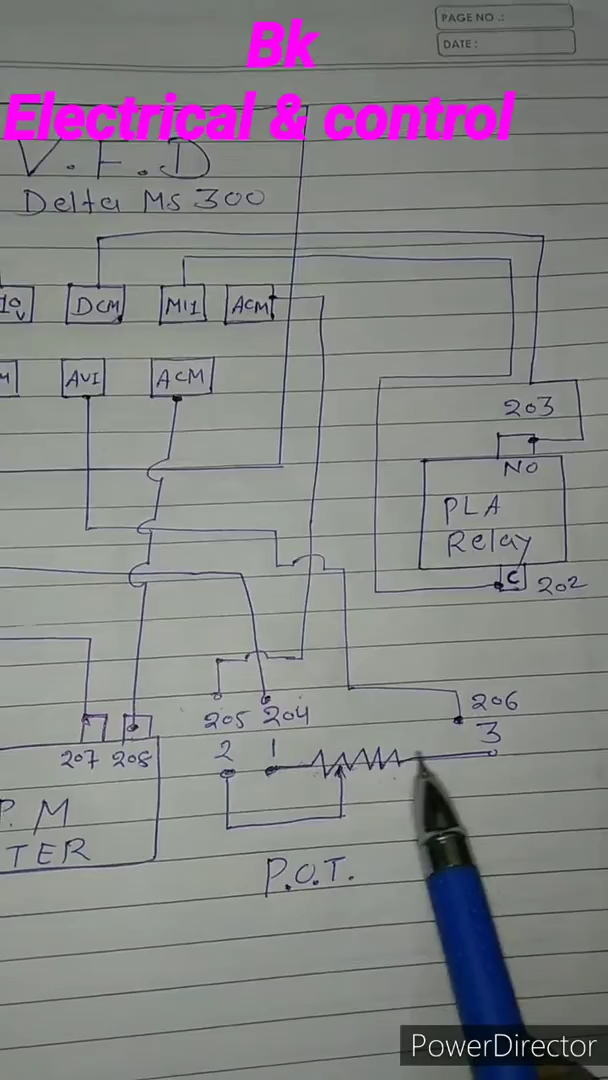 PAGE NO.:
DATE:
Bk
Electrical & control
V.F.D
Delta MS 300
10v DCM MI1 ACM
M AVI ACM
203
NO
PLA
Relay
C 202
206
205 204
3
2 1
207 208
P.M
TER
P.O.T.
PowerDirector